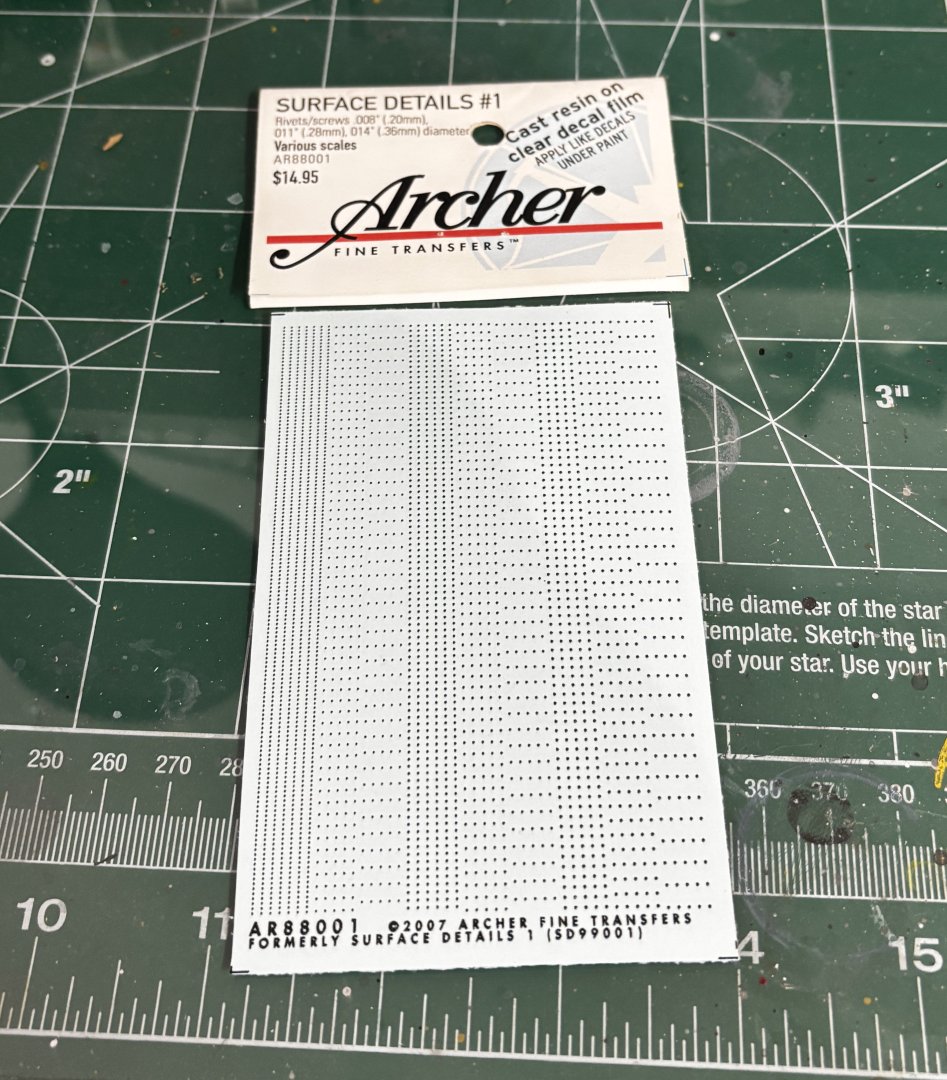 SURFACE DETAILS #1
Rivets/screws .008" (.20mm),
011" (.28mm), 014" (.36mm) diameter
Various scales
AR88001
$14.95
Cast resin on
clear decal film
APPLY LIKE DECALS
UNDER PAINT
Archer
FINE TRANSFERS™
3"
2"
the diameter of the star
template. Sketch the lin
of your star. Use your h
250 260 270 28
360 370 380
10 11
4 15
AR88001 ©2007 ARCHER FINE TRANSFERS
FORMERLY SURFACE DETAILS 1 (SD99001)